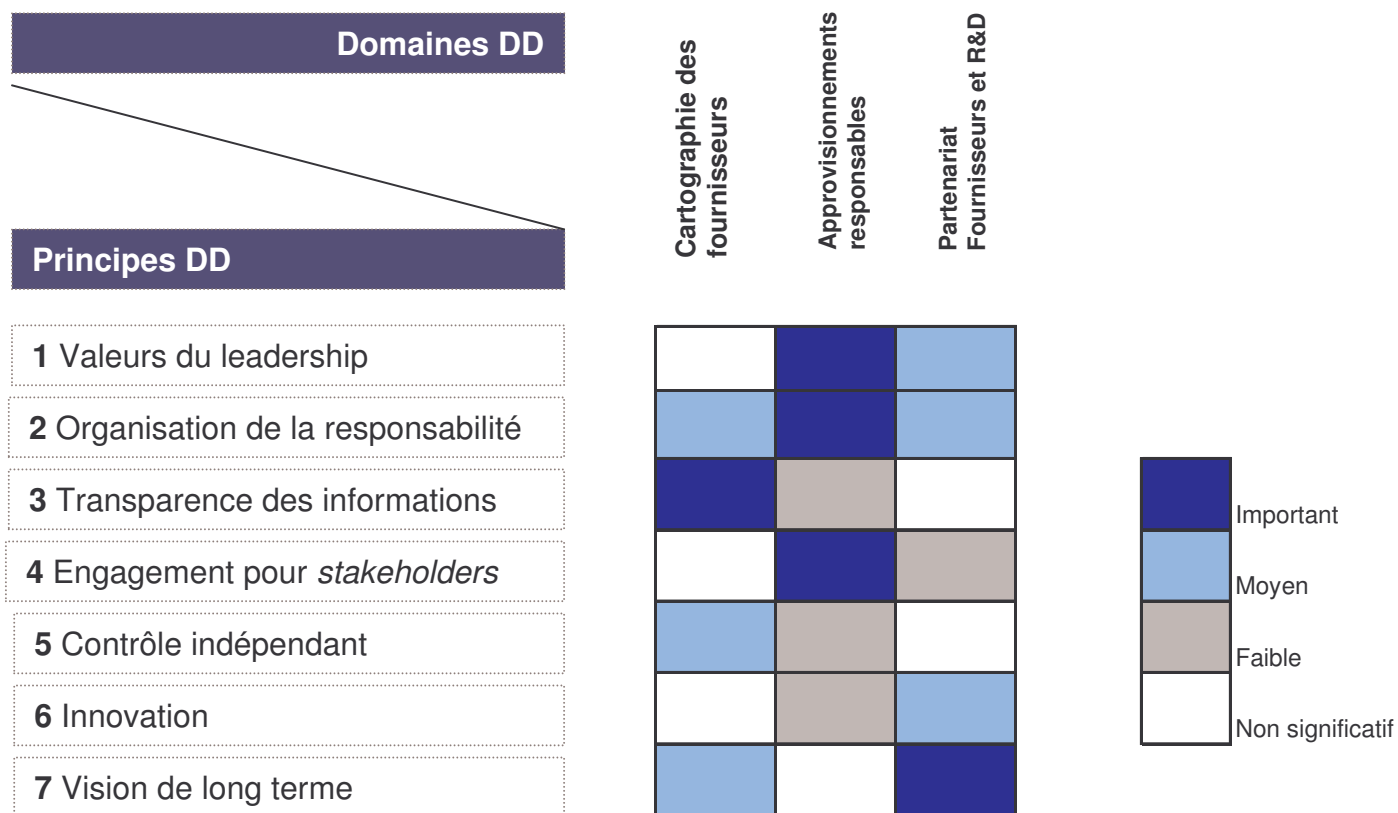 Domaines DD
Cartographie des
fournisseurs
Approvisionnements
responsables
Partenariat
Fournisseurs et R&D
Principes DD
1 Valeurs du leadership
2 Organisation de la responsabilité
3 Transparence des informations
4 Engagement pour stakeholders
5 Contrôle indépendant
6 Innovation
7 Vision de long terme
Important
Moyen
Faible
Non significatif